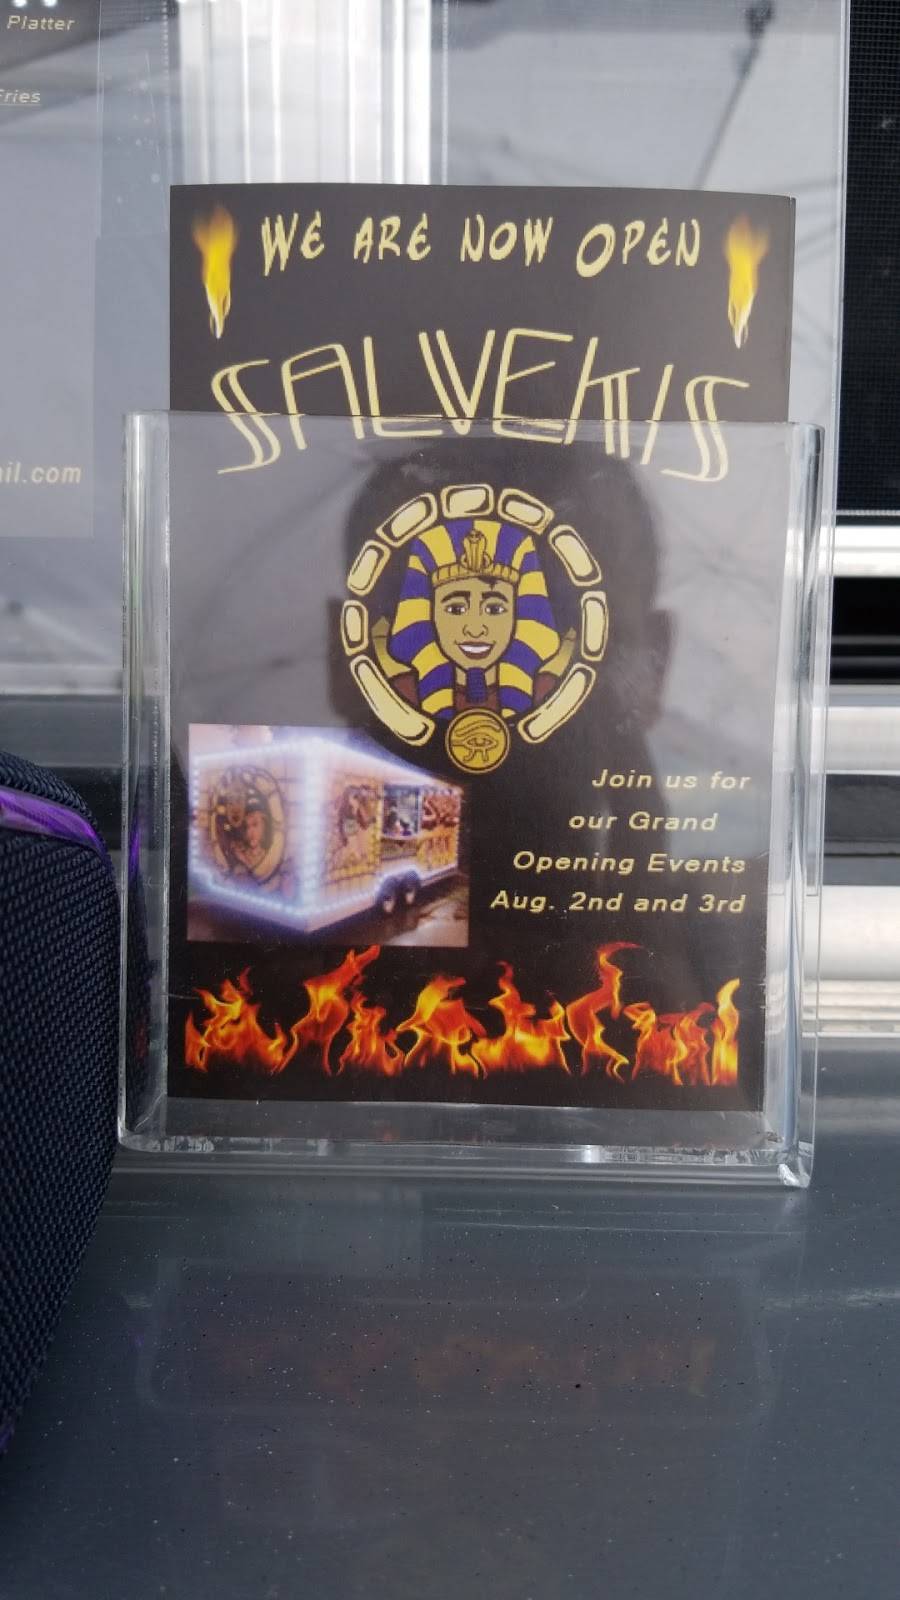 Platter
Fries
il.com
WE ARE NOW OPEN
SALVEKIS
Join us for
our Grand
Opening Events
Aug. 2nd and 3rd